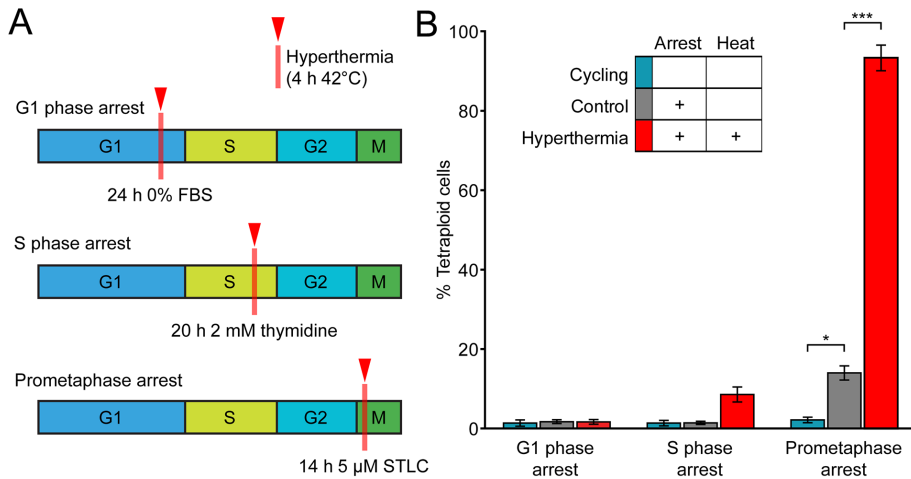 A
Hyperthermia
(4 h 42°C)
G1 phase arrest
G1 S G2 M
24 h 0% FBS
S phase arrest
G1 S G2 M
20 h 2 mM thymidine
Prometaphase arrest
G1 S G2 M
14 h 5 µM STLC
B
% Tetraploid cells
100
80
60
40
20
0
Arrest Heat
Cycling
Control +
Hyperthermia + +
***
*
G1 phase
arrest
S phase
arrest
Prometaphase
arrest